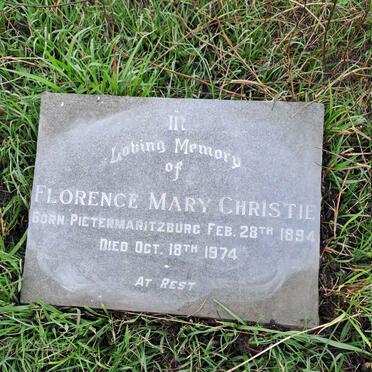 IN
Loving Memory
of
FLORENCE MARY CHRISTIE
BORN PIETERMARITZBURG FEB. 28TH 1894
DIED OCT. 18TH 1974
AT REST